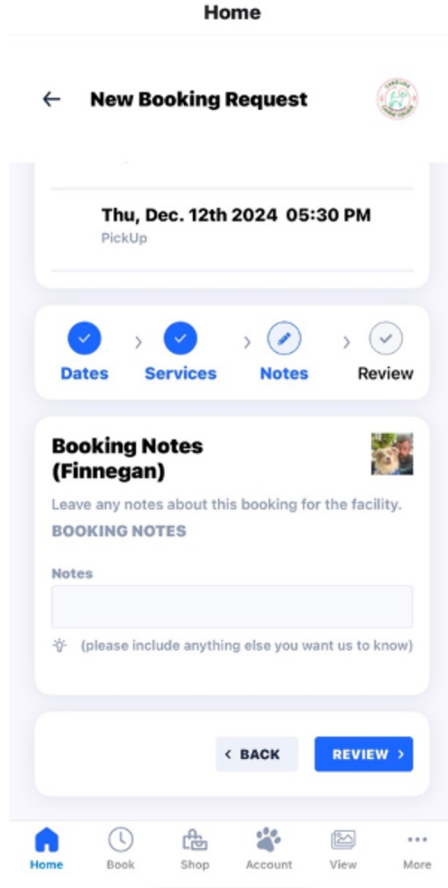 Home
New Booking Request
Thu, Dec. 12th 2024 05:30 PM
PickUp
Dates
Services
Notes
Review
Booking Notes
(Finnegan)
Leave any notes about this booking for the facility.
BOOKING NOTES
Notes
(please include anything else you want us to know)
BACK
REVIEW
Home
Book
Shop
Account
View
More